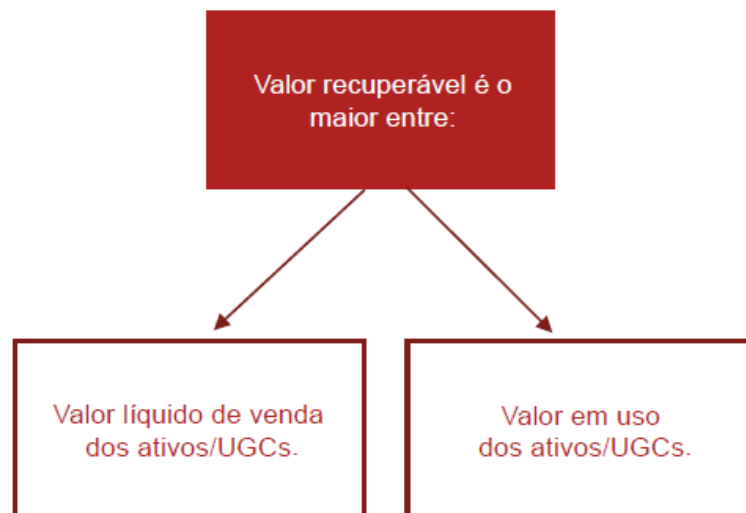 Valor recuperável é o
maior entre:
Valor líquido de venda
dos ativos/UGCs.
Valor em uso
dos ativos/UGCs.